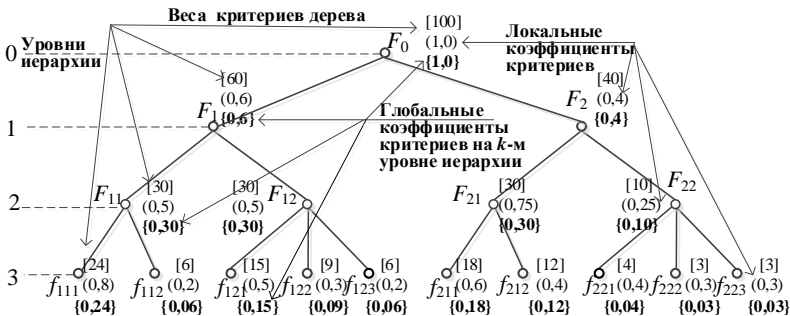 Веса критериев дерева
[100]
(1,0)
{1,0}
F0
Локальные
коэффициенты
критериев
Уровни
иерархии
0
[60]
(0,6)
{0,6}
F1
Глобальные
коэффициенты
критериев на k-м
уровне иерархии
[40]
(0,4)
{0,4}
F2
1
F11
[30]
(0,5)
{0,30}
[30]
(0,5)
{0,30}
F12
F21
[30]
(0,75)
{0,30}
[10]
(0,25)
{0,10}
F22
2
3
f111
[24]
(0,8)
{0,24}
f112
[6]
(0,2)
{0,06}
f121
[15]
(0,5)
{0,15}
f122
[9]
(0,3)
{0,09}
f123
[6]
(0,2)
{0,06}
f211
[18]
(0,6)
{0,18}
f212
[12]
(0,4)
{0,12}
f221
[4]
(0,4)
{0,04}
f222
[3]
(0,3)
{0,03}
f223
[3]
(0,3)
{0,03}